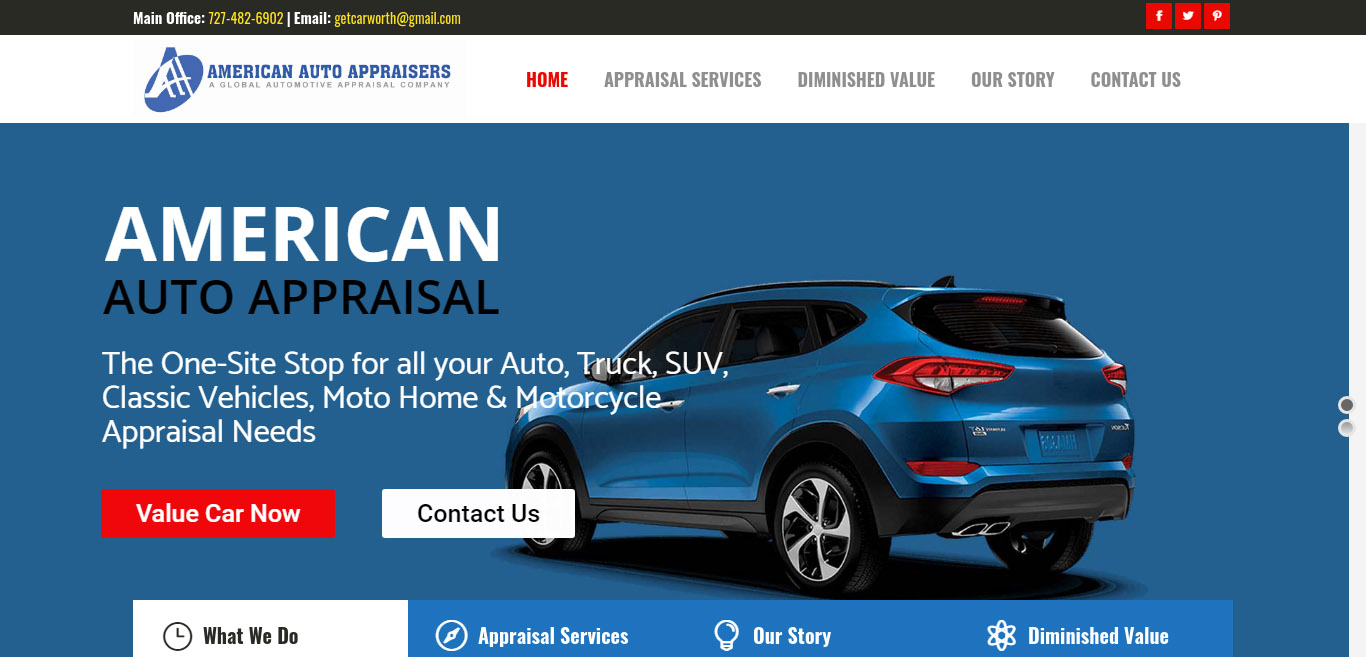 Main Office: 727-482-6902 | Email: getcarworth@gmail.com
AMERICAN AUTO APPRAISERS
A GLOBAL AUTOMOTIVE APPRAISAL COMPANY
HOME APPRAISAL SERVICES DIMINISHED VALUE OUR STORY CONTACT US
AMERICAN
AUTO APPRAISAL
The One-Site Stop for all your Auto, Truck, SUV,
Classic Vehicles, Moto Home & Motorcycle
Appraisal Needs
Value Car Now Contact Us
What We Do Appraisal Services Our Story Diminished Value